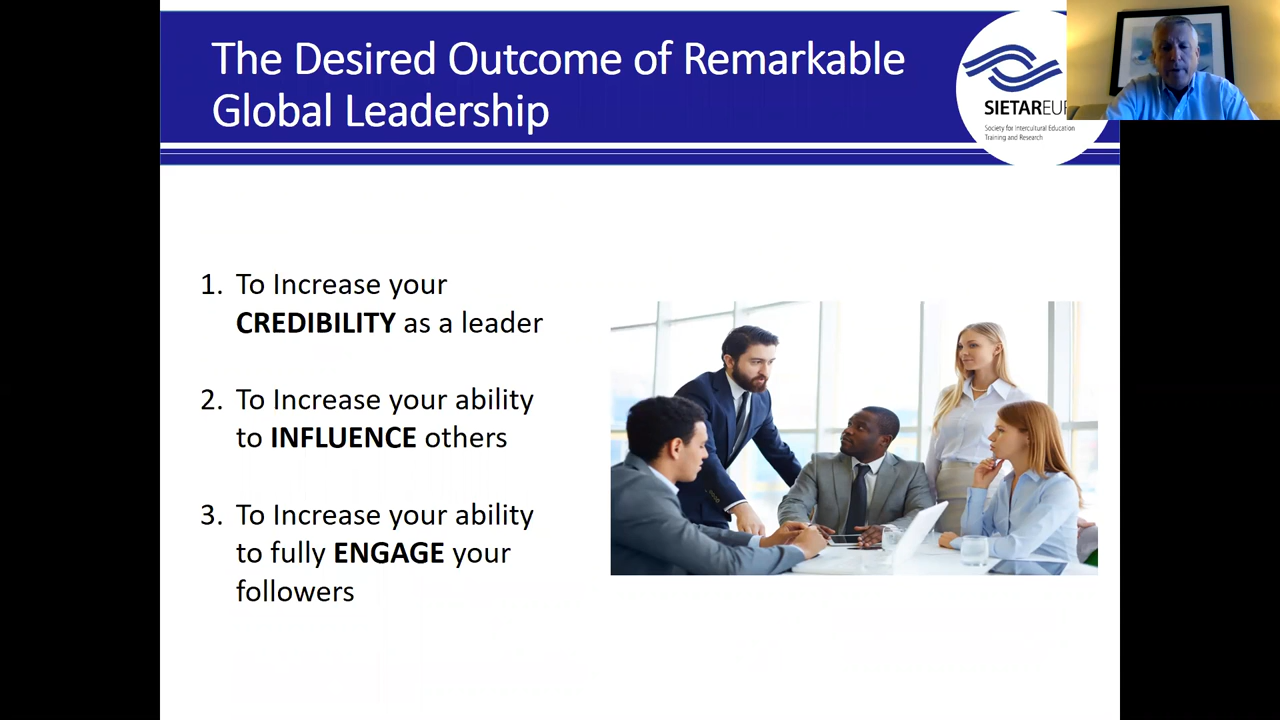 The Desired Outcome of Remarkable
Global Leadership
SIETAREU
Society for Intercultural Education
Training and Research
1. To Increase your
CREDIBILITY as a leader
2. To Increase your ability
to INFLUENCE others
3. To Increase your ability
to fully ENGAGE your
followers